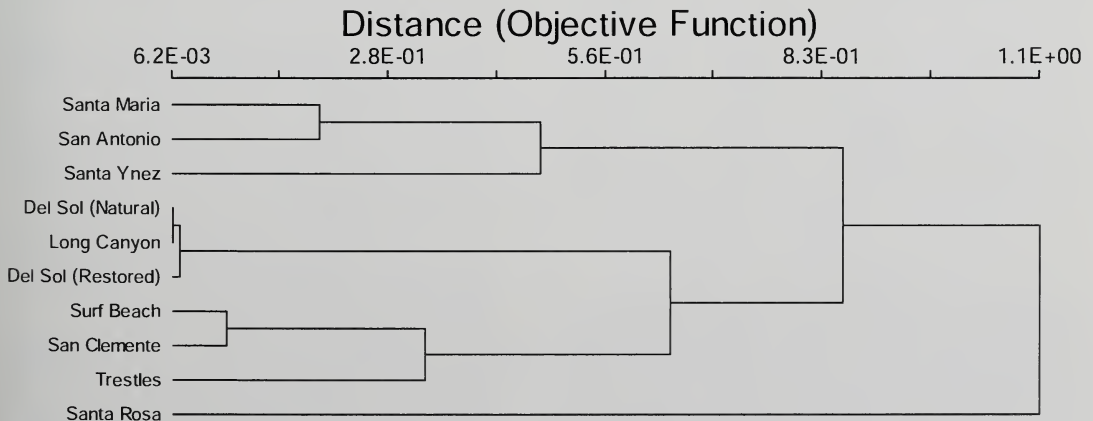 Distance (Objective Function)
6.2E-03 2.8E-01 5.6E-01 8.3E-01 1.1E+00
Santa Maria
San Antonio
Santa Ynez
Del Sol (Natural)
Long Canyon
Del Sol (Restored)
Surf Beach
San Clemente
Trestles
Santa Rosa